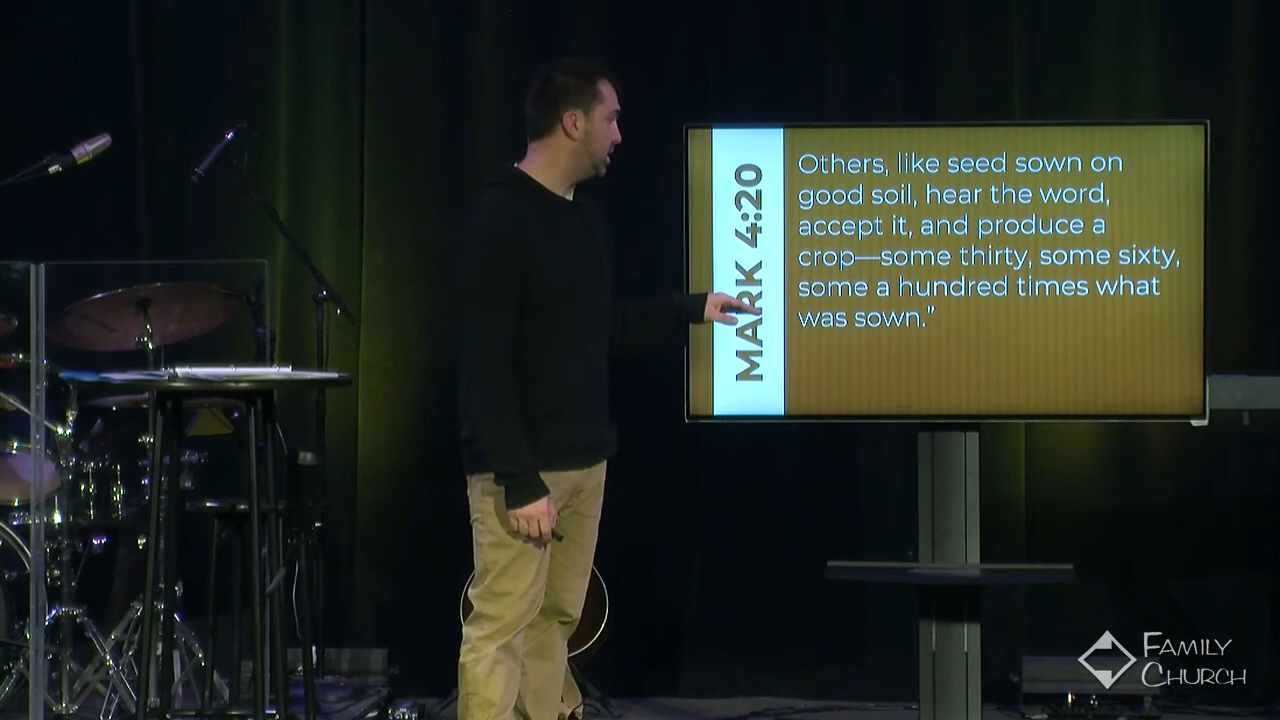 MARK 4:20
Others, like seed sown on
good soil, hear the word,
accept it, and produce a
crop—some thirty, some sixty,
some a hundred times what
was sown.”
FAMILY
CHURCH